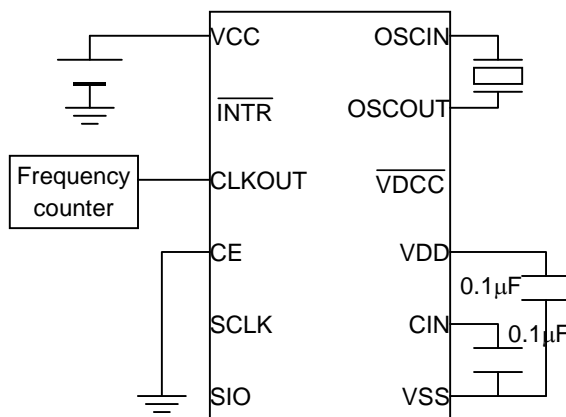 VCC
OSCIN
INTR
OSCOUT
Frequency
counter
CLKOUT
VDCC
CE
VDD
0.1μF
SCLK
CIN
0.1μF
SIO
VSS